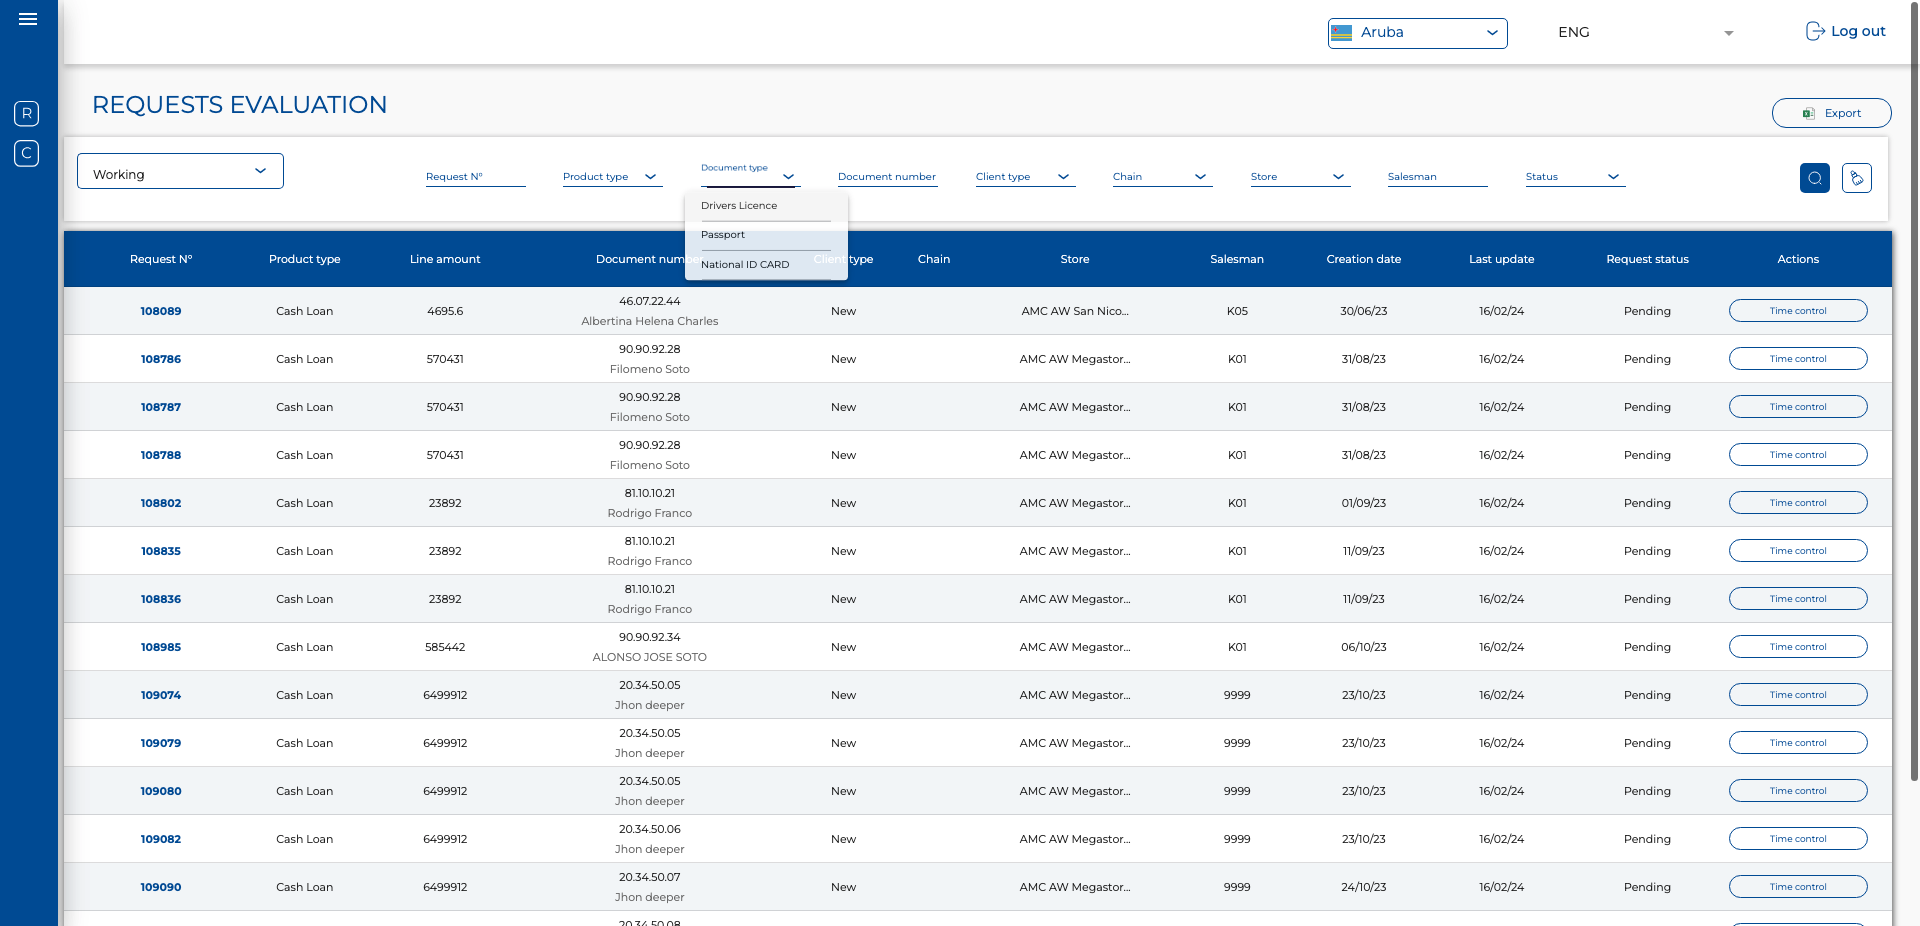 Aruba
ENG
Log out
R
C
REQUESTS EVALUATION
Export
Working
Request N°
Product type
Document type
Document number
Client type
Chain
Store
Salesman
Status
Drivers Licence
Passport
National ID CARD
Request N° Product type Line amount Document number Client type Chain Store Salesman Creation date Last update Request status Actions
108089 Cash Loan 4695.6 46.07.22.44 New AMC AW San Nico... K05 30/06/23 16/02/24 Pending Time control
Albertina Helena Charles
108786 Cash Loan 570431 90.90.92.28 New AMC AW Megastor... K01 31/08/23 16/02/24 Pending Time control
Filomeno Soto
108787 Cash Loan 570431 90.90.92.28 New AMC AW Megastor... K01 31/08/23 16/02/24 Pending Time control
Filomeno Soto
108788 Cash Loan 570431 90.90.92.28 New AMC AW Megastor... K01 31/08/23 16/02/24 Pending Time control
Filomeno Soto
108802 Cash Loan 23892 81.10.10.21 New AMC AW Megastor... K01 01/09/23 16/02/24 Pending Time control
Rodrigo Franco
108835 Cash Loan 23892 81.10.10.21 New AMC AW Megastor... K01 11/09/23 16/02/24 Pending Time control
Rodrigo Franco
108836 Cash Loan 23892 81.10.10.21 New AMC AW Megastor... K01 11/09/23 16/02/24 Pending Time control
Rodrigo Franco
108985 Cash Loan 585442 90.90.92.34 New AMC AW Megastor... K01 06/10/23 16/02/24 Pending Time control
ALONSO JOSE SOTO
109074 Cash Loan 6499912 20.34.50.05 New AMC AW Megastor... 9999 23/10/23 16/02/24 Pending Time control
Jhon deeper
109079 Cash Loan 6499912 20.34.50.05 New AMC AW Megastor... 9999 23/10/23 16/02/24 Pending Time control
Jhon deeper
109080 Cash Loan 6499912 20.34.50.05 New AMC AW Megastor... 9999 23/10/23 16/02/24 Pending Time control
Jhon deeper
109082 Cash Loan 6499912 20.34.50.06 New AMC AW Megastor... 9999 23/10/23 16/02/24 Pending Time control
Jhon deeper
109090 Cash Loan 6499912 20.34.50.07 New AMC AW Megastor... 9999 24/10/23 16/02/24 Pending Time control
Jhon deeper
20.34.50.08